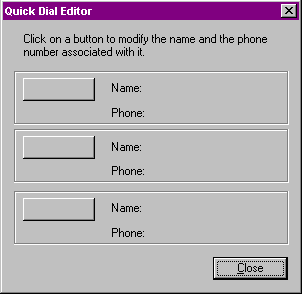 Quick Dial Editor
Click on a button to modify the name and the phone
number associated with it.
Name:
Phone:
Name:
Phone:
Name:
Phone:
Close